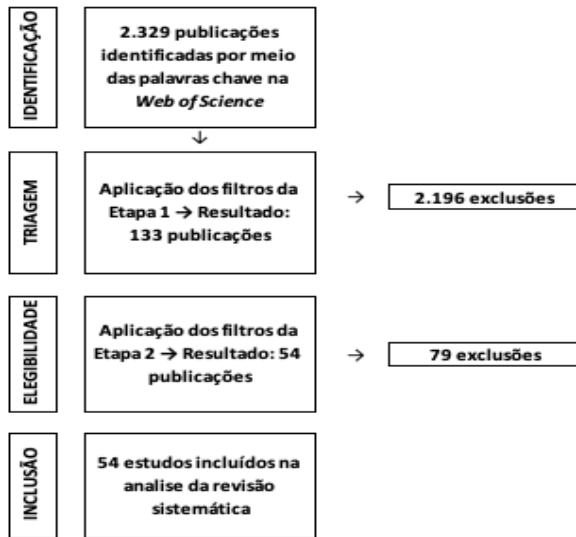 IDENTIFICAÇÃO
2.329 publicações
identificadas por meio
das palavras chave na
Web of Science
↓
TRIAGEM
Aplicação dos filtros da
Etapa 1 → Resultado:
133 publicações
→
2.196 exclusões
ELEGIBILIDADE
Aplicação dos filtros da
Etapa 2 → Resultado: 54
publicações
→
79 exclusões
INCLUSÃO
54 estudos incluídos na
analise da revisão
sistemática